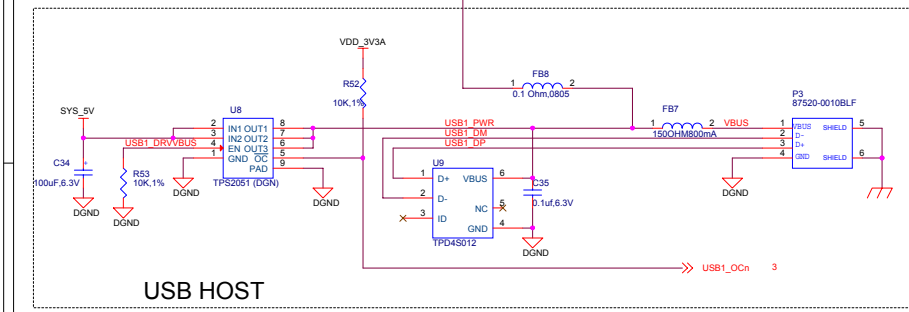 VDD_3V3A
R52
10K,1%
1 FB8 2
0.1 Ohm,0805
P3
87520-0010BLF
SYS_5V
U8
2 IN1 OUT1 8
3 IN2 OUT2 7
4 EN OUT3 6
1 GND OC 5
PAD 9
TPS2051 (DGN)
USB1_DRVVBUS
C34
+
100uF,6.3V
DGND
R53
10K,1%
DGND
DGND
DGND
USB1_PWR
USB1_DM
USB1_DP
FB7
1 2
150OHM800mA
VBUS
1 VBUS SHIELD 5
2 D-
3 D+
4 GND SHIELD 6
DGND
U9
1 D+ VBUS 6
2 D-
NC 5
3 ID
GND 4
TPD4S012
C35
0.1uf,6.3V
DGND
USB1_OCn 3
USB HOST